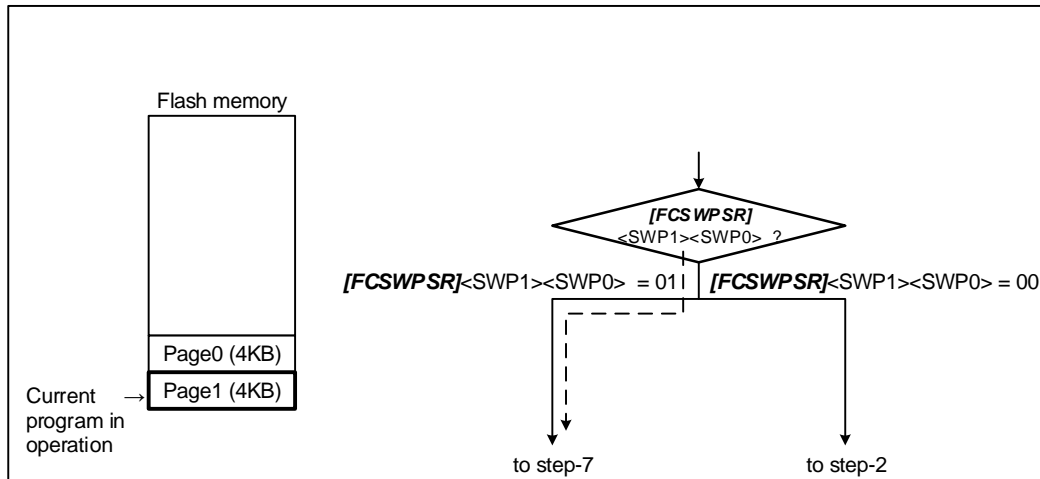 Flash memory
Page0 (4KB)
Page1 (4KB)
Current →
program in
operation
[FCSWPSR]
<SWP1><SWP0> ?
[FCSWPSR]<SWP1><SWP0> = 01
[FCSWPSR]<SWP1><SWP0> = 00
to step-7
to step-2